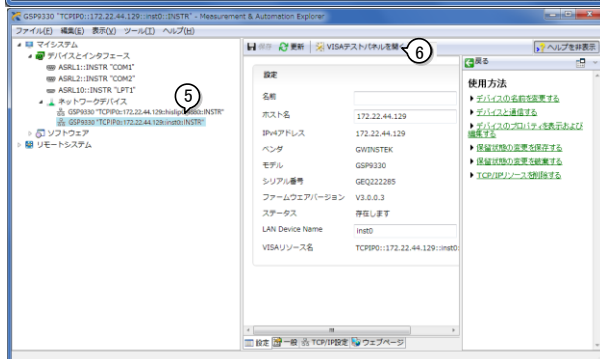 GSP9330 "TCPIP0::172.22.44.129::inst0::INSTR" - Measurement & Automation Explorer
ファイル(F) 編集(E) 表示(V) ツール(T) ヘルプ(H)
マイシステム
デバイスとインタフェース
ASRL1::INSTR "COM1"
ASRL2::INSTR "COM2"
ASRL10::INSTR "LPT1"
ネットワークデバイス
GSP9330 "TCPIP0::172.22.44.129::hislip
INSTR"
GSP9330 "TCPIP0::172.22.44.129::inst0::INSTR"
ソフトウェア
リモートシステム
5
保存 更新 VISAテストパネルを開く
6
ヘルプを非表示
設定
名前
ホスト名 172.22.44.129
IPv4アドレス 172.22.44.129
ベンダ GWINSTEK
モデル GSP9330
シリアル番号 GEQ222285
ファームウェアバージョン V3.0.0.3
ステータス 存在します
LAN Device Name inst0
VISAリソース名 TCPIP0::172.22.44.129::inst0:
設定 一般 TCP/IP設定 ウェブページ
戻る
使用方法
デバイスの名前を変更する
デバイスと通信する
デバイスのプロパティを表示および
編集する
保留状態の変更を保存する
保留状態の変更を破棄する
TCP/IPリソースを削除する